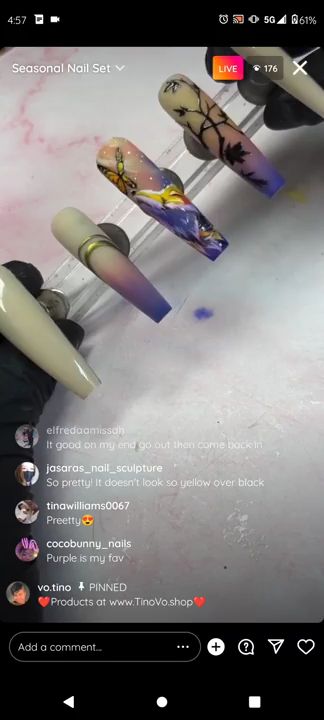 4:57
5G 61%
Seasonal Nail Set
LIVE 176
elfredaamissah
It good on my end go out then come back in
jasaras_nail_sculpture
So pretty! It doesn't look so yellow over black
tinawilliams0067
Preetty😍
cocobunny_nails
Purple is my fav
vo.tino 📌 PINNED
❤️Products at www.TinoVo.shop❤️
Add a comment...